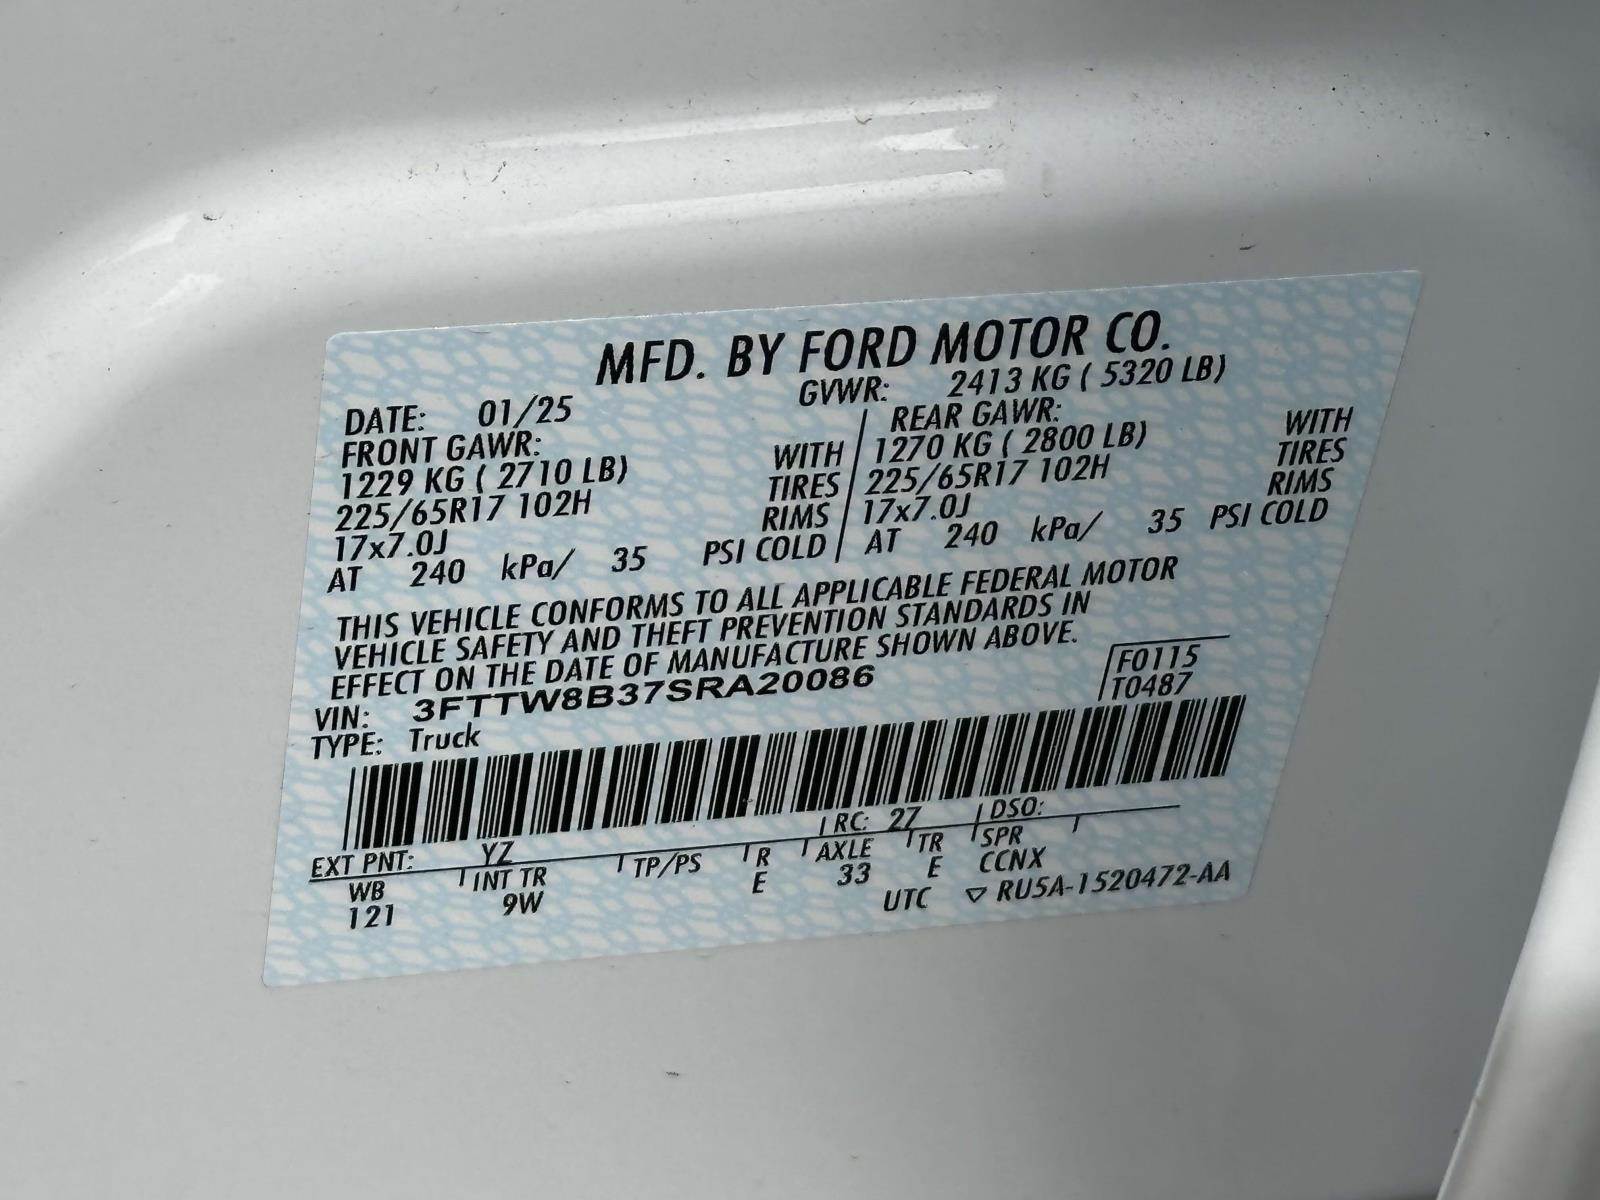 MFD. BY FORD MOTOR CO.
DATE: 01/25 GVWR: 2413 KG ( 5320 LB)
FRONT GAWR: REAR GAWR:
1229 KG ( 2710 LB) WITH 1270 KG ( 2800 LB) WITH
225/65R17 102H TIRES 225/65R17 102H TIRES
17x7.0J RIMS 17x7.0J RIMS
AT 240 kPa/ 35 PSI COLD AT 240 kPa/ 35 PSI COLD
THIS VEHICLE CONFORMS TO ALL APPLICABLE FEDERAL MOTOR
VEHICLE SAFETY AND THEFT PREVENTION STANDARDS IN
EFFECT ON THE DATE OF MANUFACTURE SHOWN ABOVE.
VIN: 3FTTW8B37SRA20086 F0115
TYPE: Truck T0487
EXT PNT: YZ RC: 27 DSO:
WB INT TR TP/PS R AXLE TR SPR
121 9W E 33 E CCNX
UTC ▽ RU5A-1520472-AA